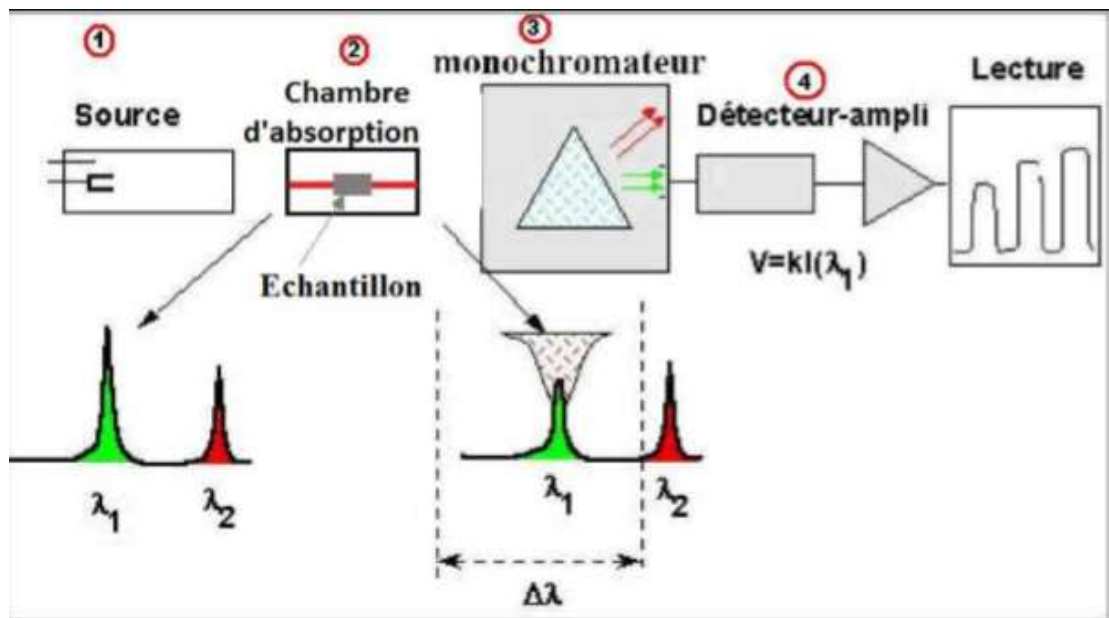 1
Source
2
Chambre
d'absorption
Echantillon
3
monochromateur
4
Détecteur-ampli
V=kI(λ1)
Lecture
λ1
λ2
λ1
λ2
Δλ